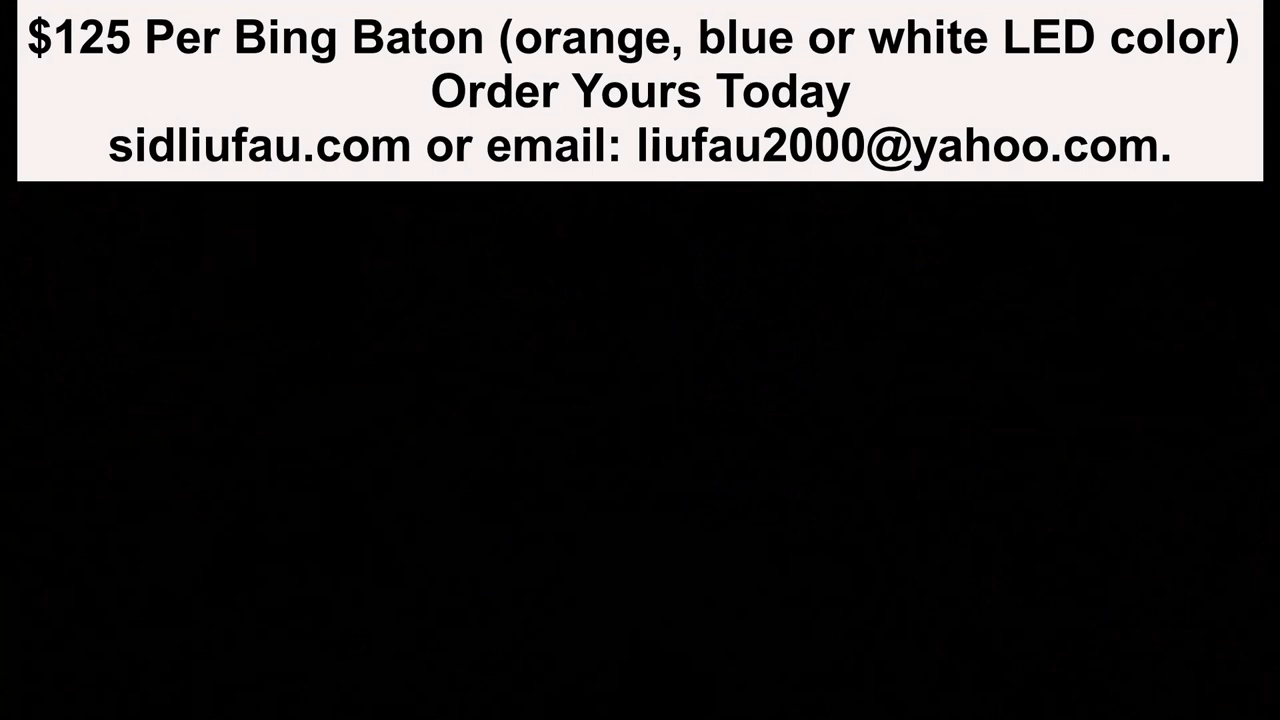 $125 Per Bing Baton (orange, blue or white LED color)
Order Yours Today
sidliufau.com or email: liufau2000@yahoo.com.